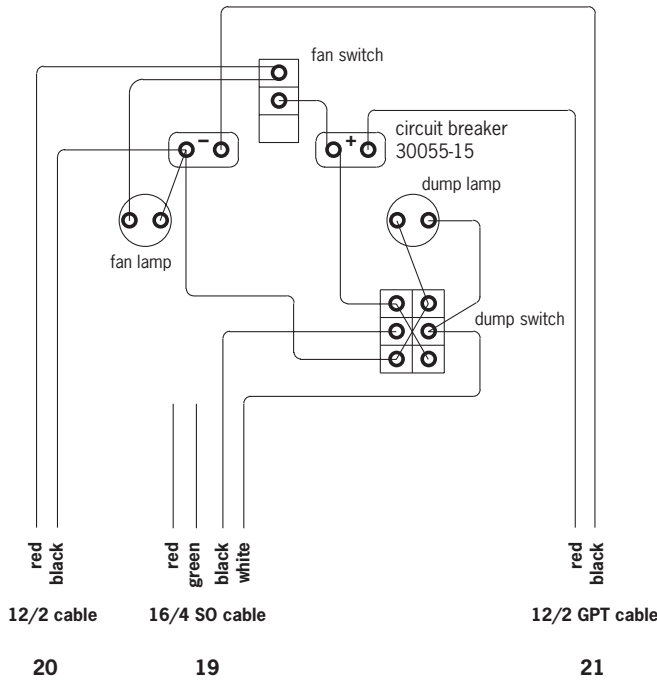 fan switch
− +
circuit breaker
30055-15
dump lamp
fan lamp
dump switch
red
black
red
green
black
white
red
black
12/2 cable
16/4 SO cable
12/2 GPT cable
20
19
21